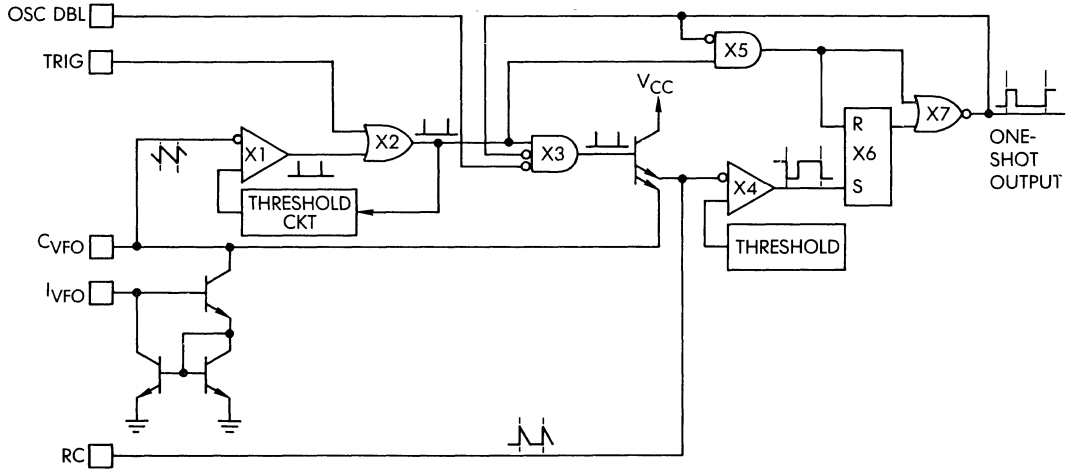 OSC DBL
TRIG
X1
X2
X3
X5
VCC
X4
R
X6
S
X7
ONE-
SHOT
OUTPUT
THRESHOLD
CKT
THRESHOLD
CVFO
IVFO
RC